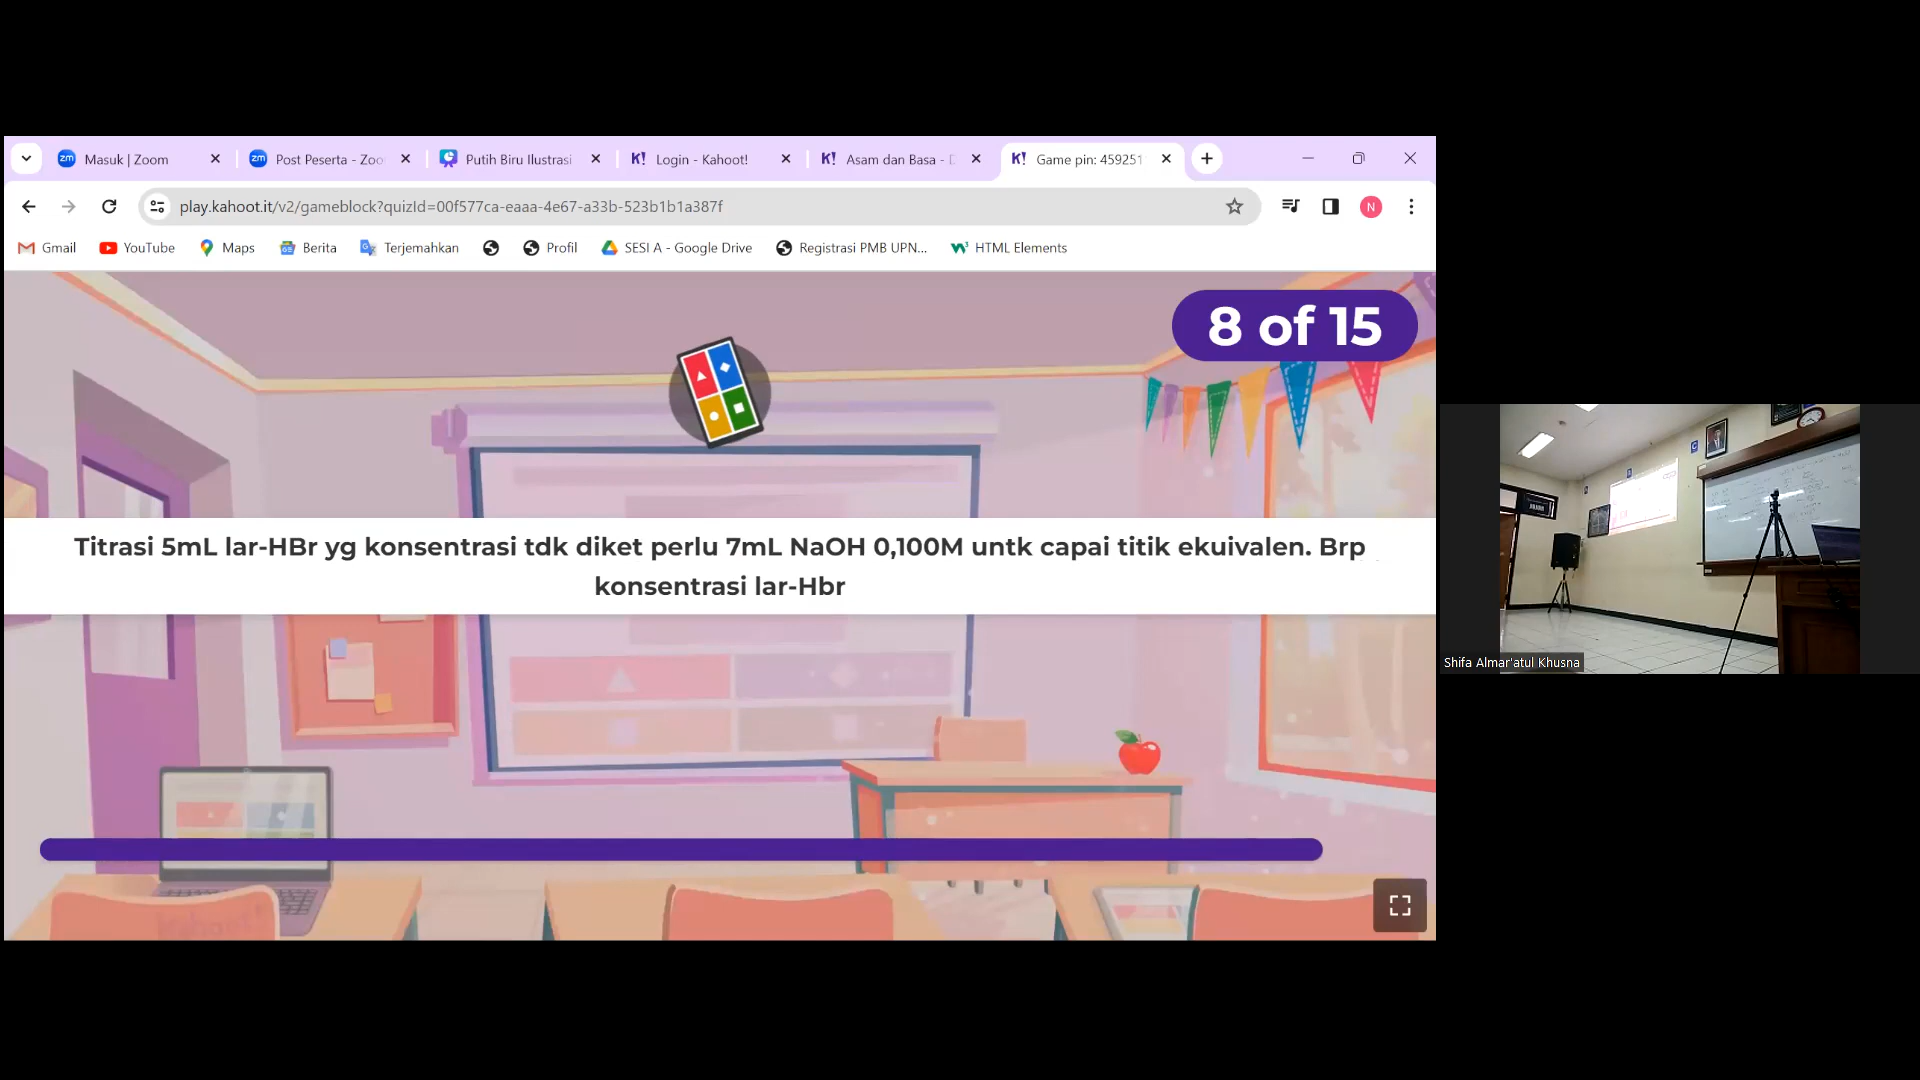 Masuk | Zoom
Post Peserta - Zoo
Putih Biru Ilustrasi
K! Login - Kahoot!
K! Asam dan Basa - D
K! Game pin: 459251
play.kahoot.it/v2/gameblock?quizId=00f577ca-eaaa-4e67-a33b-523b1b1a387f
N
Gmail
YouTube
Maps
Berita
Terjemahkan
Profil
SESI A - Google Drive
Registrasi PMB UPN...
HTML Elements
8 of 15
Titrasi 5mL lar-HBr yg konsentrasi tdk diket perlu 7mL NaOH 0,100M untk capai titik ekuivalen. Brp
konsentrasi lar-Hbr
Shifa Almar'atul Khusna